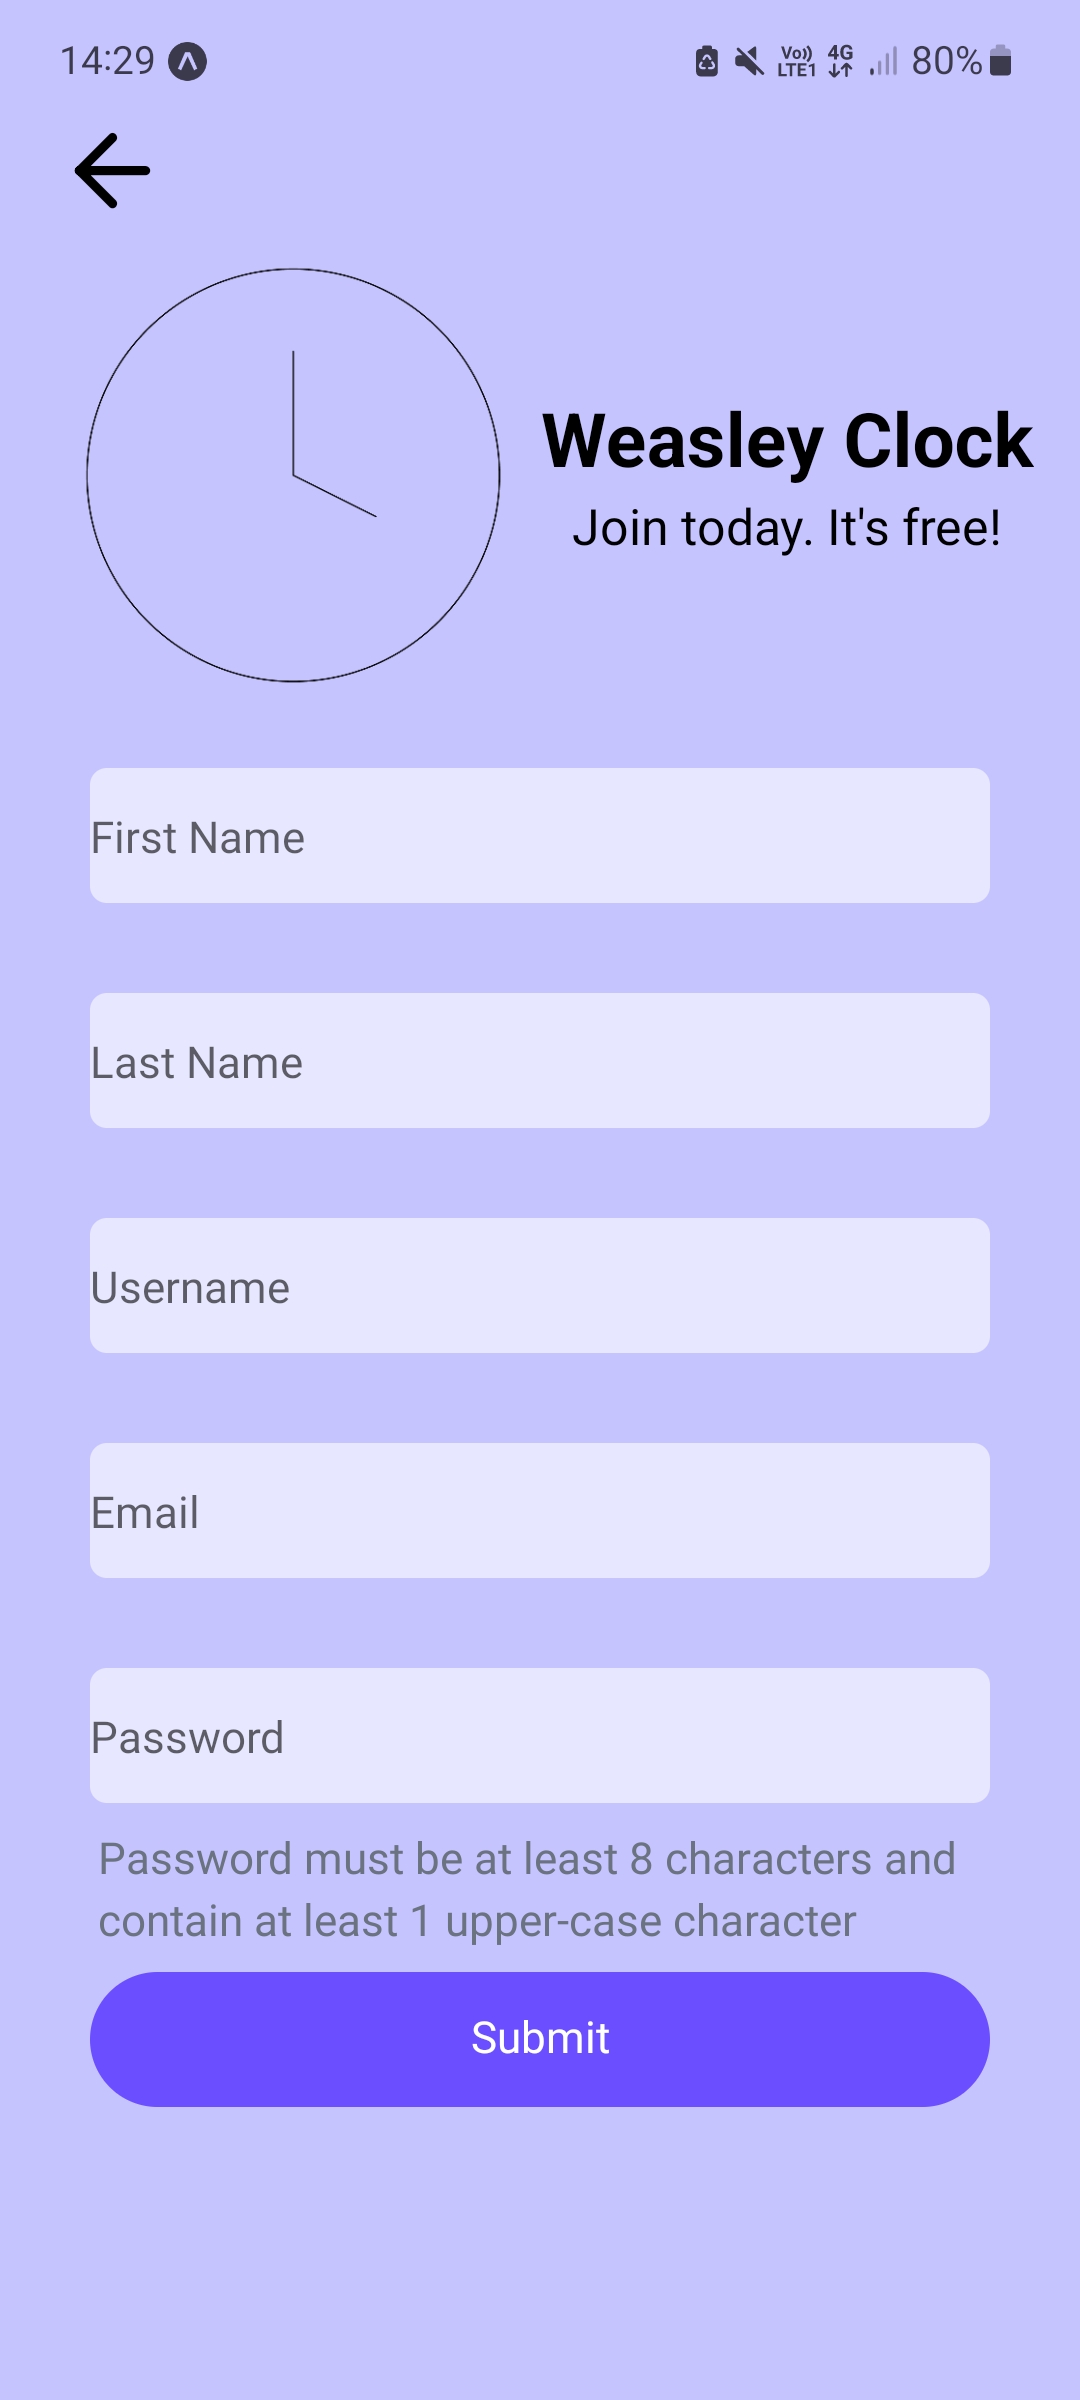 14:29
Vo)) LTE1 4G 80%
Weasley Clock
Join today. It's free!
First Name
Last Name
Username
Email
Password
Password must be at least 8 characters and
contain at least 1 upper-case character
Submit